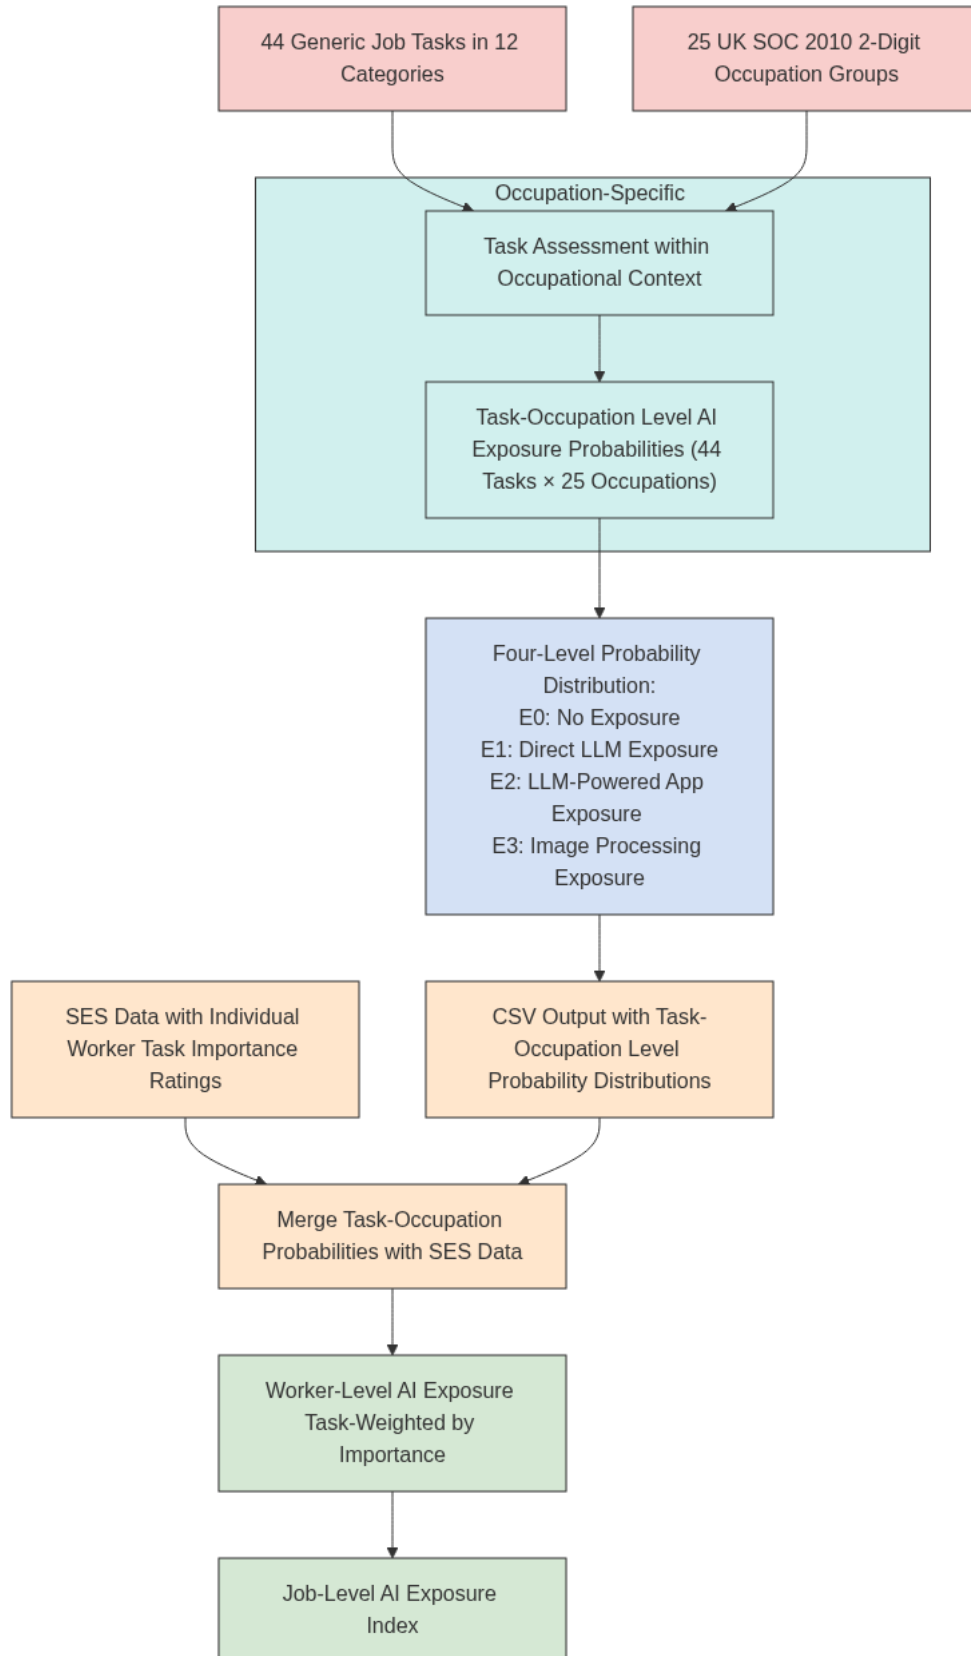 44 Generic Job Tasks in 12
Categories
25 UK SOC 2010 2-Digit
Occupation Groups
Occupation-Specific
Task Assessment within
Occupational Context
Task-Occupation Level AI
Exposure Probabilities (44
Tasks × 25 Occupations)
Four-Level Probability
Distribution:
E0: No Exposure
E1: Direct LLM Exposure
E2: LLM-Powered App
Exposure
E3: Image Processing
Exposure
SES Data with Individual
Worker Task Importance
Ratings
CSV Output with Task-
Occupation Level
Probability Distributions
Merge Task-Occupation
Probabilities with SES Data
Worker-Level AI Exposure
Task-Weighted by
Importance
Job-Level AI Exposure
Index